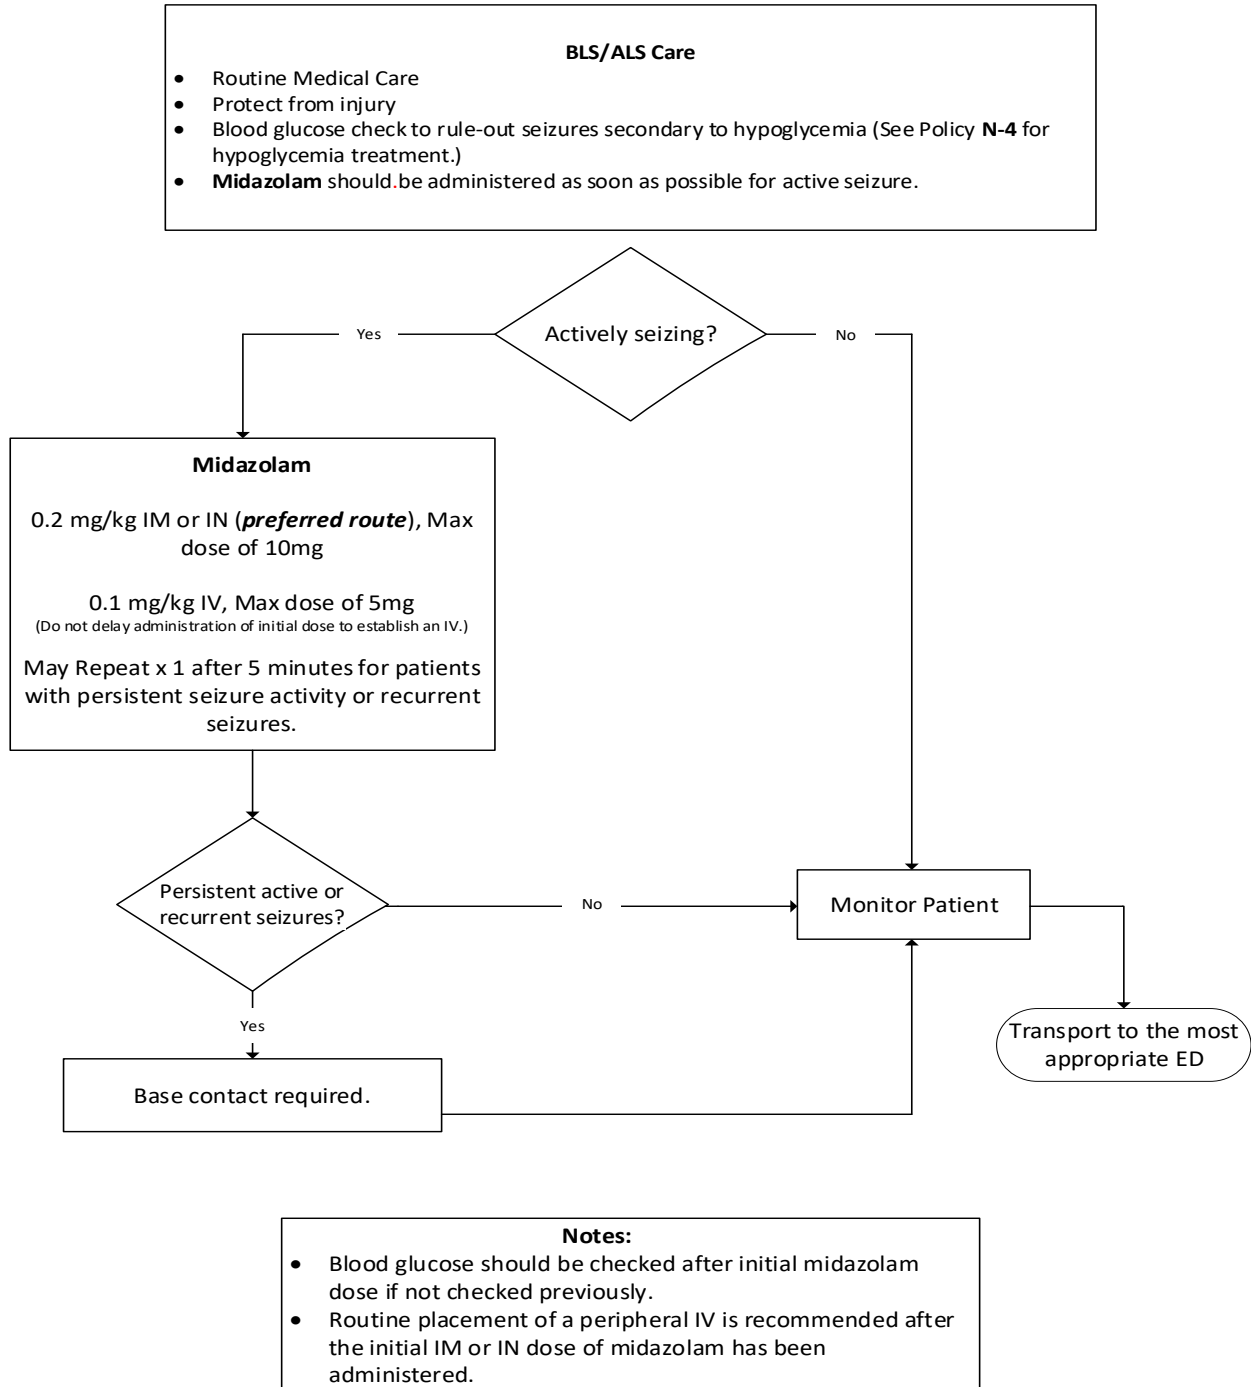 BLS/ALS Care
• Routine Medical Care
• Protect from injury
• Blood glucose check to rule-out seizures secondary to hypoglycemia (See Policy N-4 for
hypoglycemia treatment.)
• Midazolam should.be administered as soon as possible for active seizure.
Actively seizing?
Yes
No
Midazolam
0.2 mg/kg IM or IN (preferred route), Max
dose of 10mg
0.1 mg/kg IV, Max dose of 5mg
(Do not delay administration of initial dose to establish an IV.)
May Repeat x 1 after 5 minutes for patients
with persistent seizure activity or recurrent
seizures.
Persistent active or
recurrent seizures?
No
Monitor Patient
Yes
Transport to the most
appropriate ED
Base contact required.
Notes:
• Blood glucose should be checked after initial midazolam
dose if not checked previously.
• Routine placement of a peripheral IV is recommended after
the initial IM or IN dose of midazolam has been
administered.